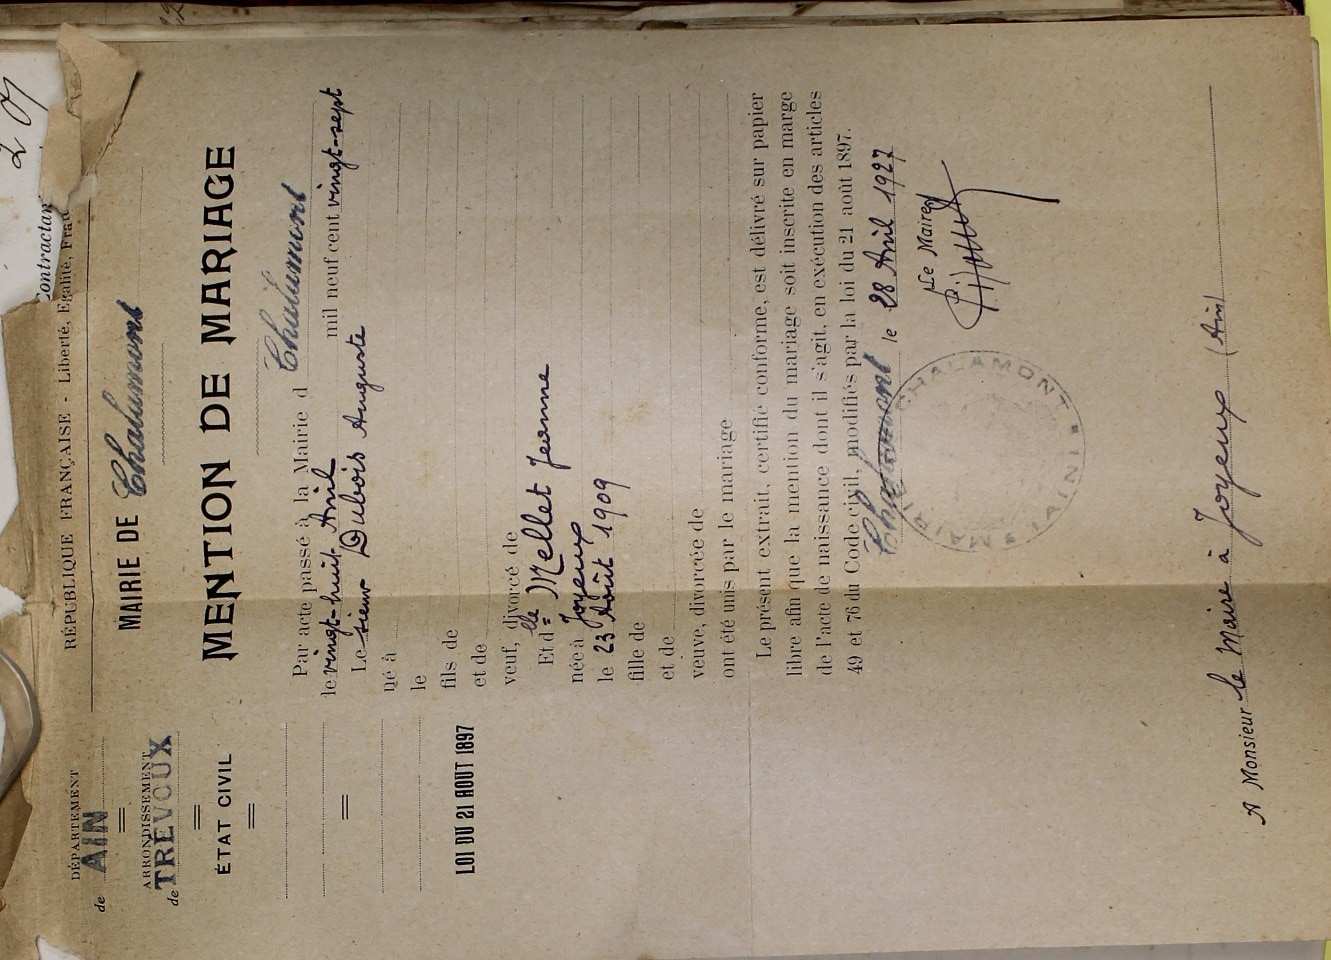 207
Contractan
RÉPUBLIQUE FRANÇAISE - Liberté, Egalité, Frat
DÉPARTEMENT
de AIN
ARRONDISSEMENT
de TRÉVOUX
ÉTAT CIVIL
LOI DU 21 AOUT 1897
MAIRIE DE Chalamont
MENTION DE MARIAGE
Par acte passé à la Mairie d Chalamont
le vingt-huit Avril mil neuf cent vingt-sept
Le sieur Dubois Auguste
né à
le
fils de
et de
veuf, divorcé de
Et d elle Mellet Jeanne
née à Joyeux
le 23 Août 1909
fille de
et de
veuve, divorcée de
ont été unis par le mariage
Le présent extrait, certifié conforme, est délivré sur papier
libre afin que la mention du mariage soit inscrite en marge
de l'acte de naissance dont il s'agit, en exécution des articles
49 et 76 du Code civil, modifiés par la loi du 21 août 1897.
Chalamont le 28 Avril 1927
Le Maire
MAIRIE CHALAMONT AIN
A Monsieur le Maire à Joyeux (Ain)